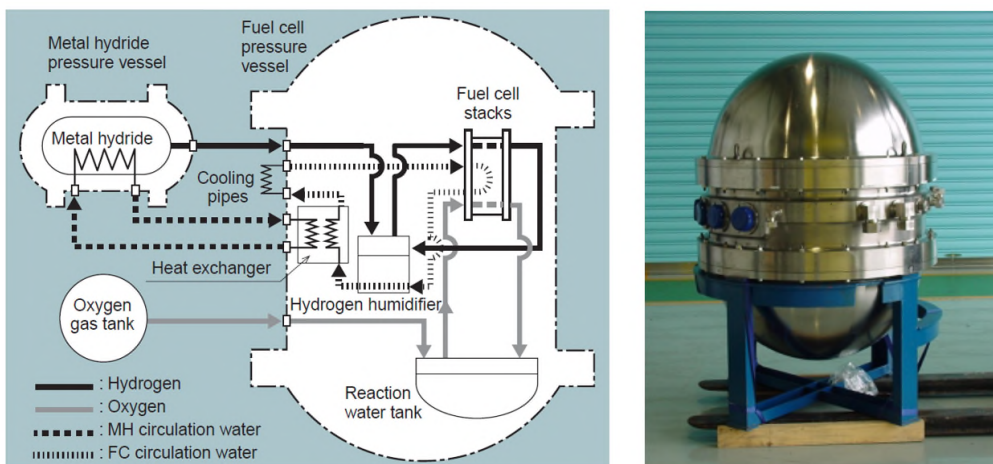 Metal hydride
pressure vessel
Fuel cell
pressure
vessel
Fuel cell
stacks
Metal hydride
Cooling
pipes
Heat exchanger
Hydrogen humidifier
Oxygen
gas tank
Reaction
water tank
: Hydrogen
: Oxygen
: MH circulation water
: FC circulation water